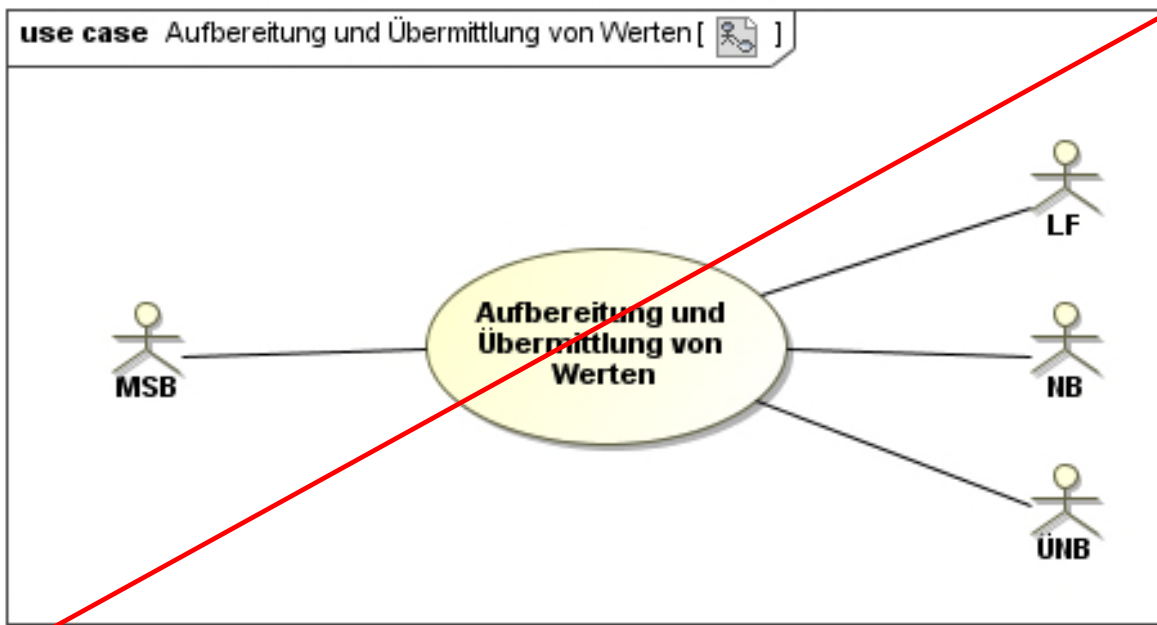 use case Aufbereitung und Übermittlung von Werten [ ]
LF
Aufbereitung und
Übermittlung von
Werten
MSB
NB
ÜNB